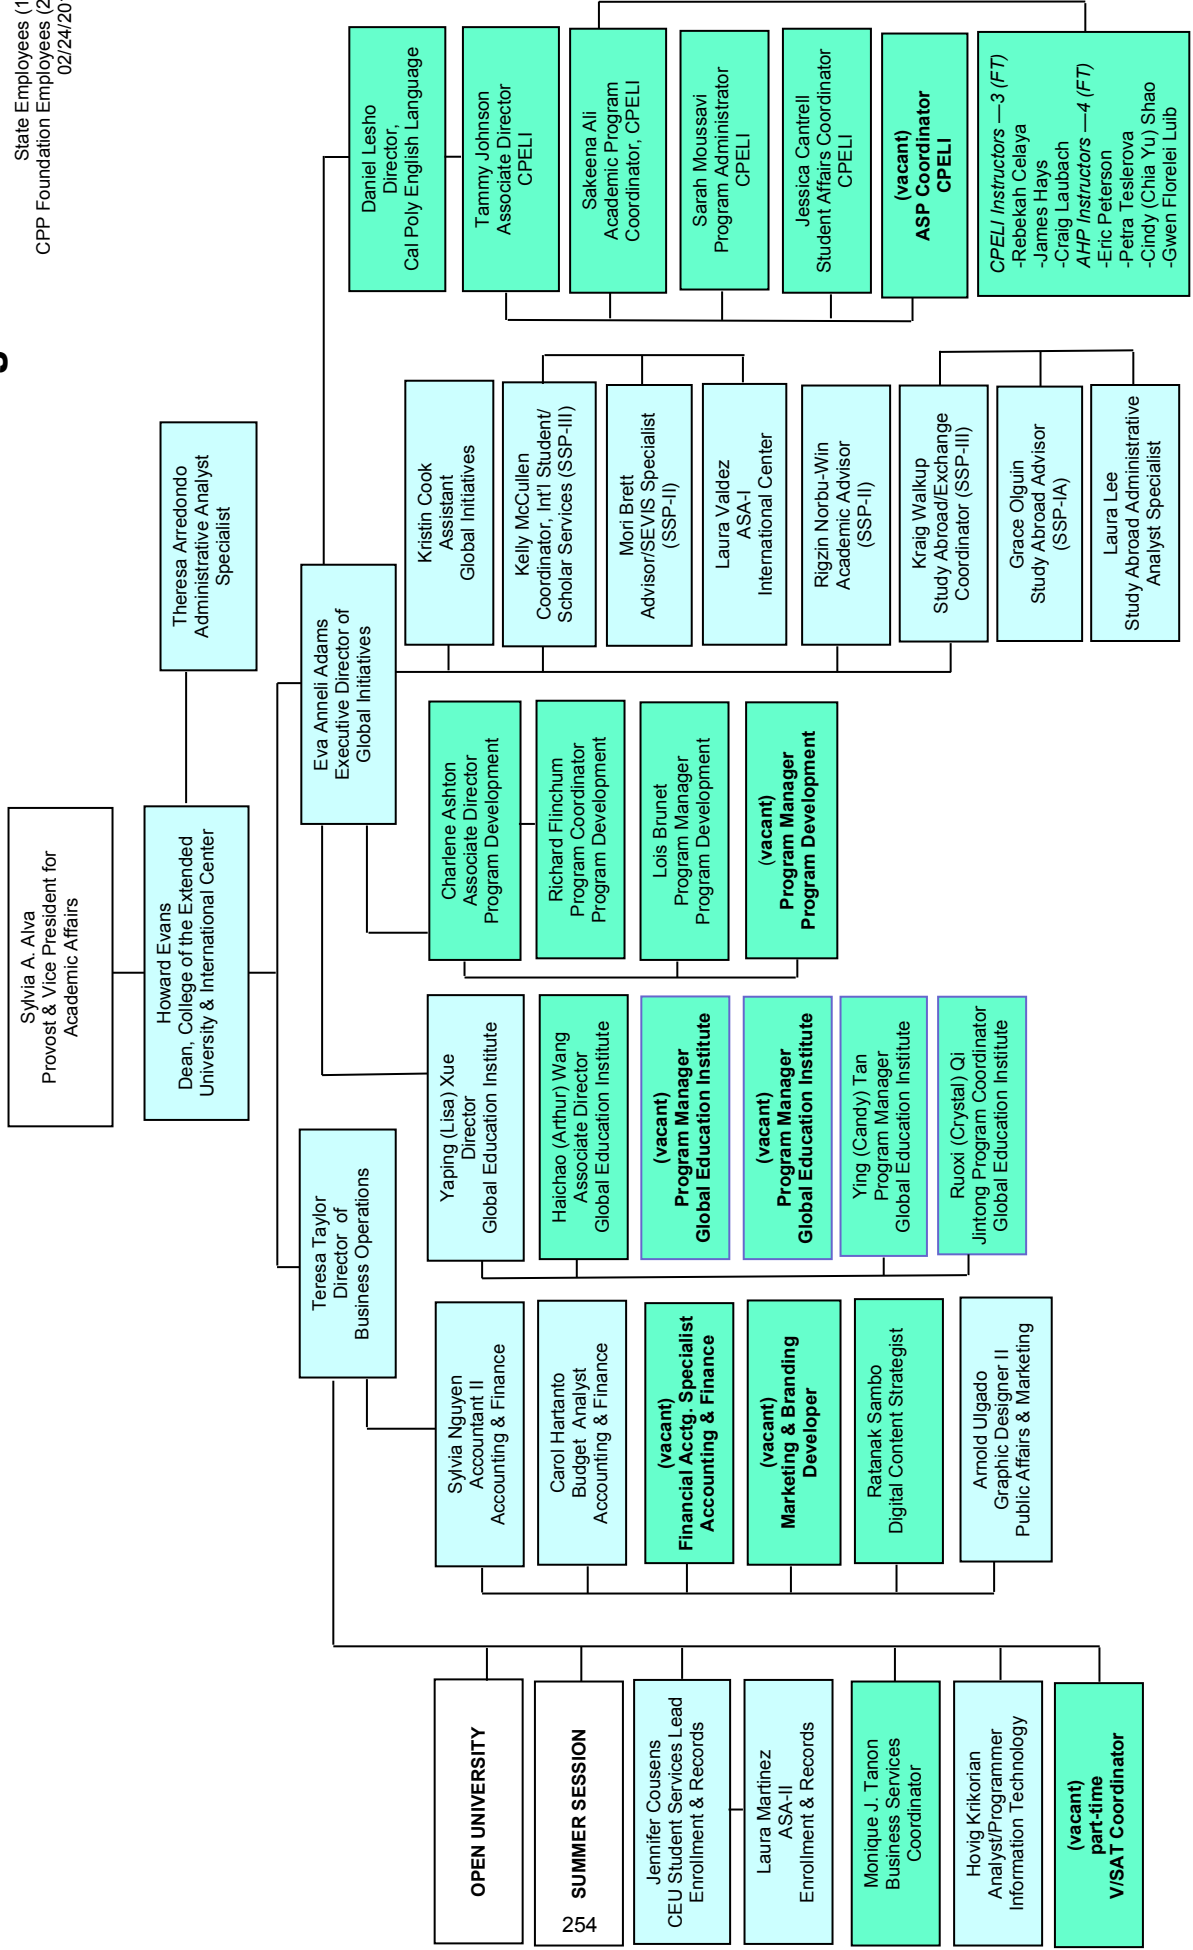 State Employees (1
CPP Foundation Employees (2
02/24/20
Sylvia A. Alva
Provost & Vice President for
Academic Affairs
Howard Evans
Dean, College of the Extended
University & International Center
Theresa Arredondo
Administrative Analyst
Specialist
Teresa Taylor
Director of
Business Operations
Eva Anneli Adams
Executive Director of
Global Initiatives
OPEN UNIVERSITY
SUMMER SESSION
254
Jennifer Cousens
CEU Student Services Lead
Enrollment & Records
Laura Martinez
ASA-II
Enrollment & Records
Monique J. Tanon
Business Services
Coordinator
Hovig Krikorian
Analyst/Programmer
Information Technology
(vacant)
part-time
V/SAT Coordinator
Sylvia Nguyen
Accountant II
Accounting & Finance
Carol Hartanto
Budget Analyst
Accounting & Finance
(vacant)
Financial Acctg. Specialist
Accounting & Finance
(vacant)
Marketing & Branding
Developer
Ratanak Sambo
Digital Content Strategist
Arnold Ulgado
Graphic Designer II
Public Affairs & Marketing
Yaping (Lisa) Xue
Director
Global Education Institute
Haichao (Arthur) Wang
Associate Director
Global Education Institute
(vacant)
Program Manager
Global Education Institute
(vacant)
Program Manager
Global Education Institute
Ying (Candy) Tan
Program Manager
Global Education Institute
Ruoxi (Crystal) Qi
Jintong Program Coordinator
Global Education Institute
Charlene Ashton
Associate Director
Program Development
Richard Flinchum
Program Coordinator
Program Development
Lois Brunet
Program Manager
Program Development
(vacant)
Program Manager
Program Development
Kristin Cook
Assistant
Global Initiatives
Kelly McCullen
Coordinator, Int'l Student/
Scholar Services (SSP-III)
Mori Brett
Advisor/SEVIS Specialist
(SSP-II)
Laura Valdez
ASA-I
International Center
Rigzin Norbu-Win
Academic Advisor
(SSP-II)
Kraig Walkup
Study Abroad/Exchange
Coordinator (SSP-III)
Grace Olguin
Study Abroad Advisor
(SSP-IA)
Laura Lee
Study Abroad Administrative
Analyst Specialist
Daniel Lesho
Director,
Cal Poly English Language
Tammy Johnson
Associate Director
CPELI
Sakeena Ali
Academic Program
Coordinator, CPELI
Sarah Moussavi
Program Administrator
CPELI
Jessica Cantrell
Student Affairs Coordinator
CPELI
(vacant)
ASP Coordinator
CPELI
CPELI Instructors —3 (FT)
-Rebekah Celaya
-James Hays
-Craig Laubach
AHP Instructors —4 (FT)
-Eric Peterson
-Petra Teslerova
-Cindy (Chia Yu) Shao
-Gwen Florelei Luib